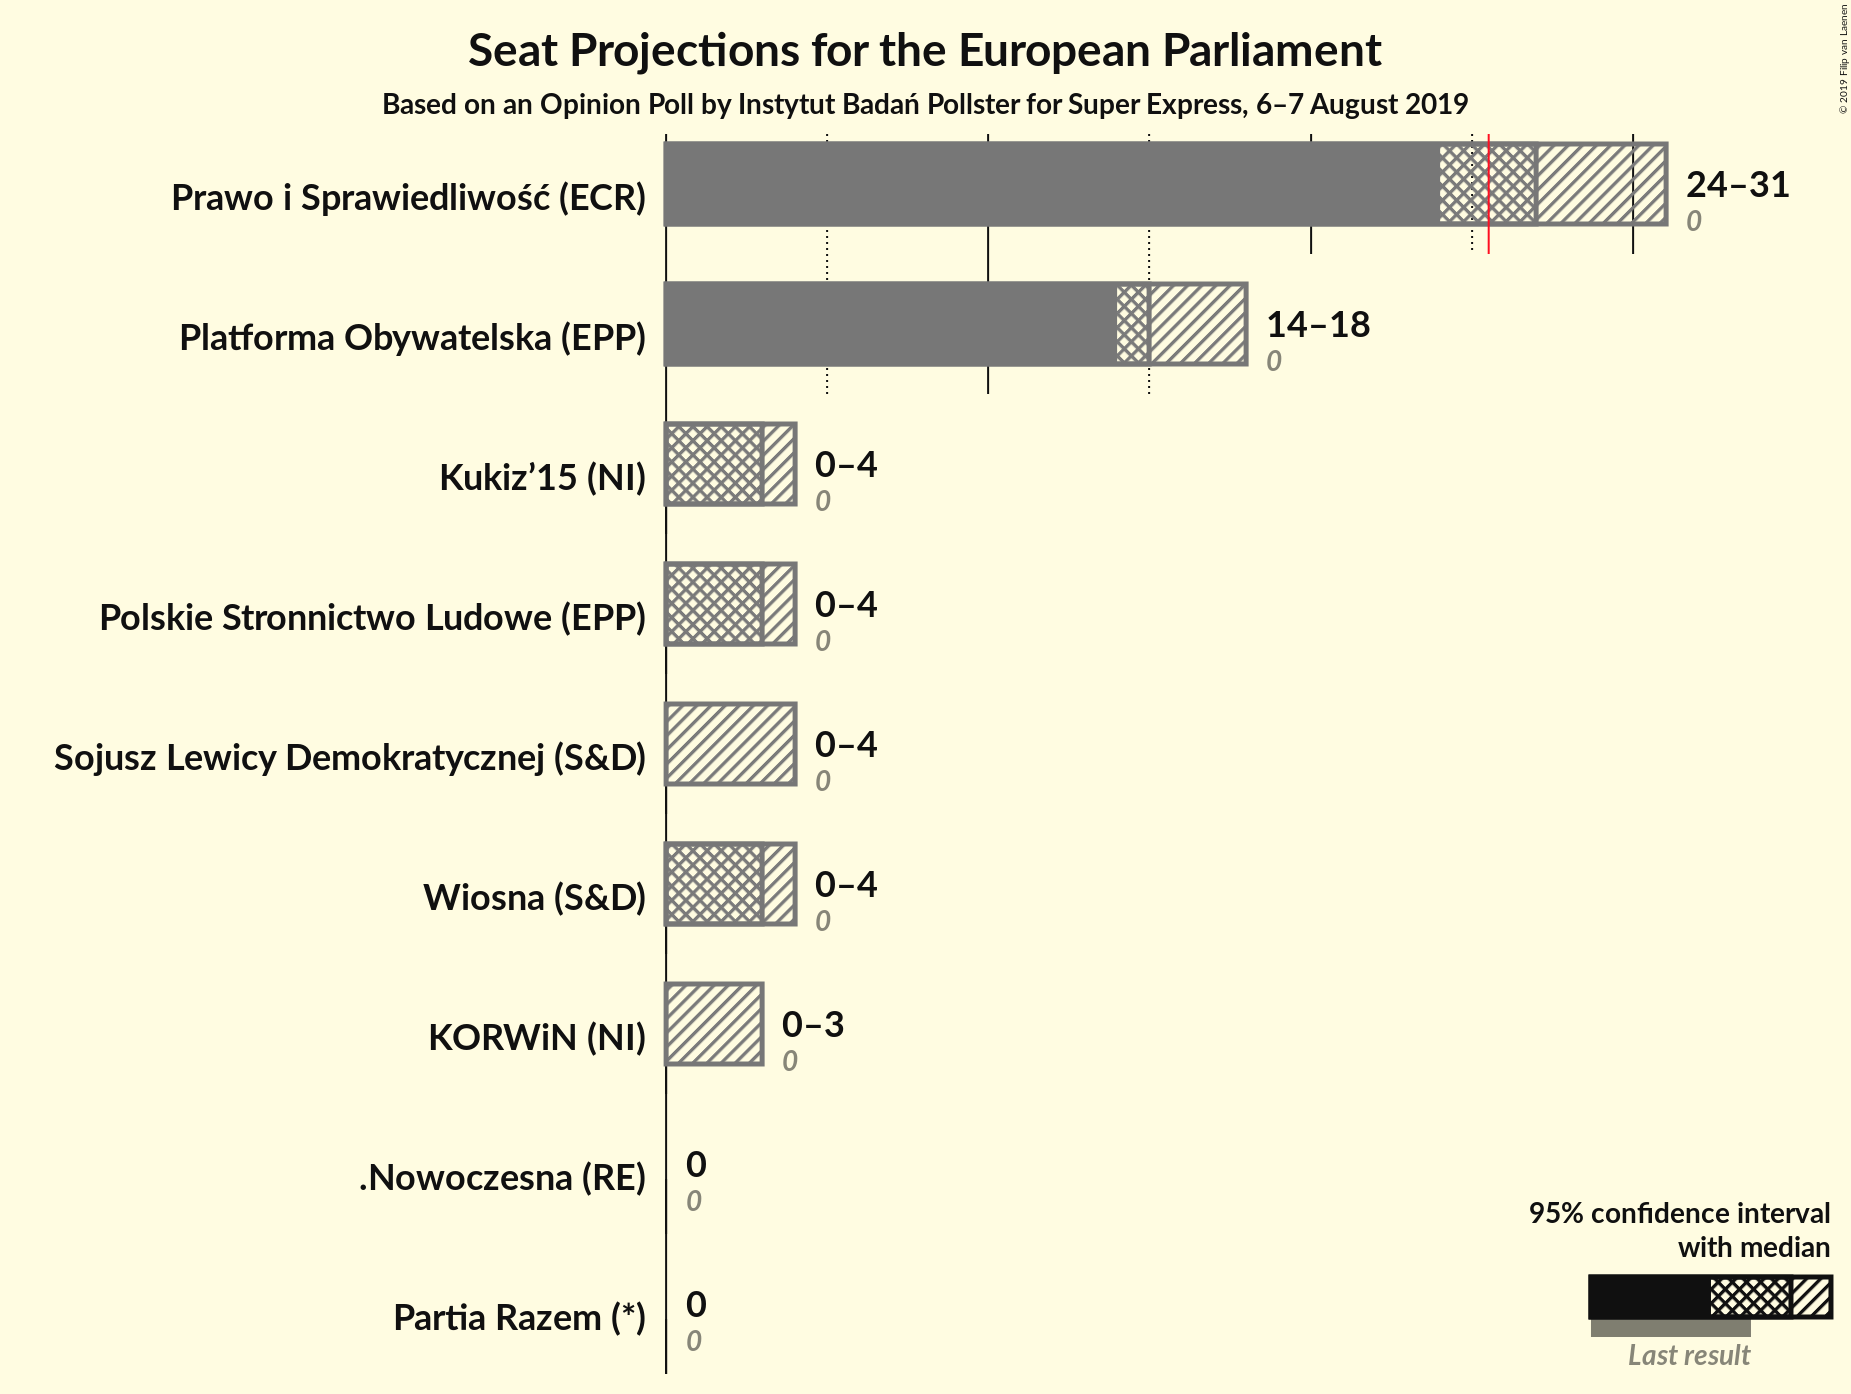 Seat Projections for the European Parliament
Based on an Opinion Poll by Instytut Badań Pollster for Super Express, 6–7 August 2019
© 2019 Filip van Laenen
Prawo i Sprawiedliwość (ECR)
24–31
0
Platforma Obywatelska (EPP)
14–18
0
Kukiz’15 (NI)
0–4
0
Polskie Stronnictwo Ludowe (EPP)
0–4
0
Sojusz Lewicy Demokratycznej (S&D)
0–4
0
Wiosna (S&D)
0–4
0
KORWiN (NI)
0–3
0
.Nowoczesna (RE)
0
0
Partia Razem (*)
0
0
95% confidence interval
with median
Last result